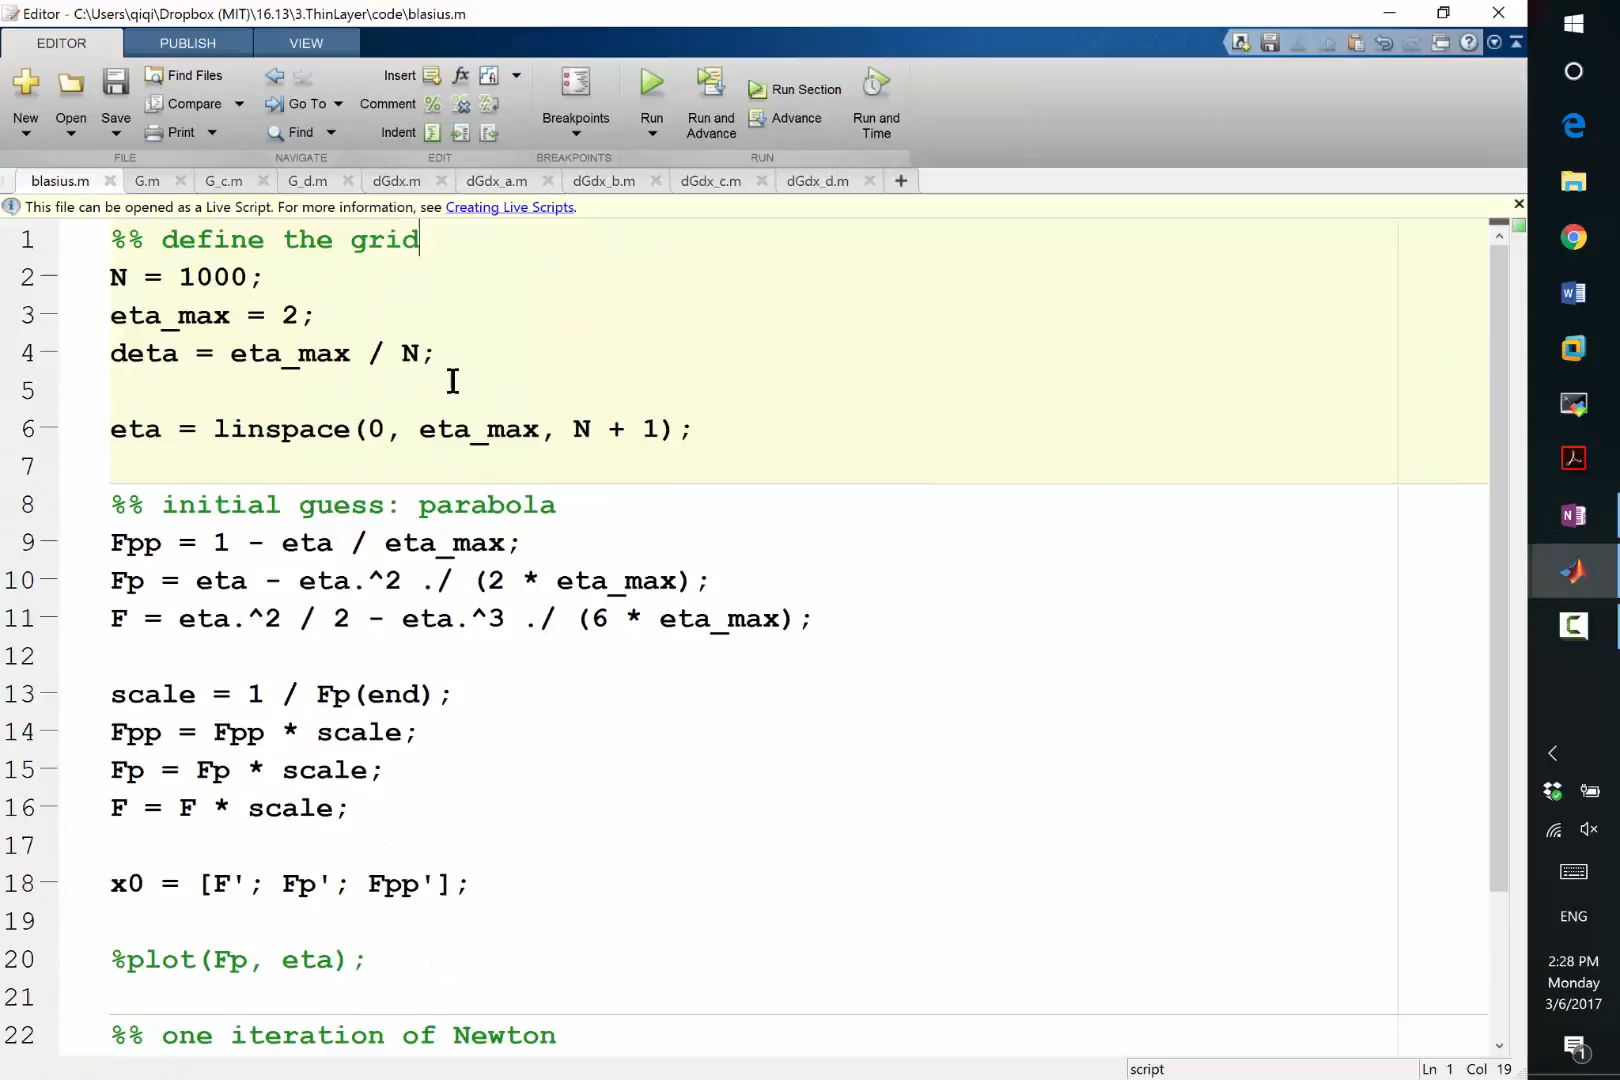 Editor - C:\Users\qiqi\Dropbox (MIT)\16.13\3.ThinLayer\code\blasius.m
EDITOR PUBLISH VIEW
New Open Save Find Files Compare Print
Go To Find
Insert fx Comment Indent
Breakpoints Run Run and Advance Run Section Advance Run and Time
FILE NAVIGATE EDIT BREAKPOINTS RUN
blasius.m G.m G_c.m G_d.m dGdx.m dGdx_a.m dGdx_b.m dGdx_c.m dGdx_d.m +
This file can be opened as a Live Script. For more information, see Creating Live Scripts.
1 %% define the grid
2 N = 1000;
3 eta_max = 2;
4 deta = eta_max / N;
5
6 eta = linspace(0, eta_max, N + 1);
7
8 %% initial guess: parabola
9 Fpp = 1 - eta / eta_max;
10 Fp = eta - eta.^2 ./ (2 * eta_max);
11 F = eta.^2 / 2 - eta.^3 ./ (6 * eta_max);
12
13 scale = 1 / Fp(end);
14 Fpp = Fpp * scale;
15 Fp = Fp * scale;
16 F = F * scale;
17
18 x0 = [F'; Fp'; Fpp'];
19
20 %plot(Fp, eta);
21
22 %% one iteration of Newton
script Ln 1 Col 19
ENG
2:28 PM
Monday
3/6/2017
1